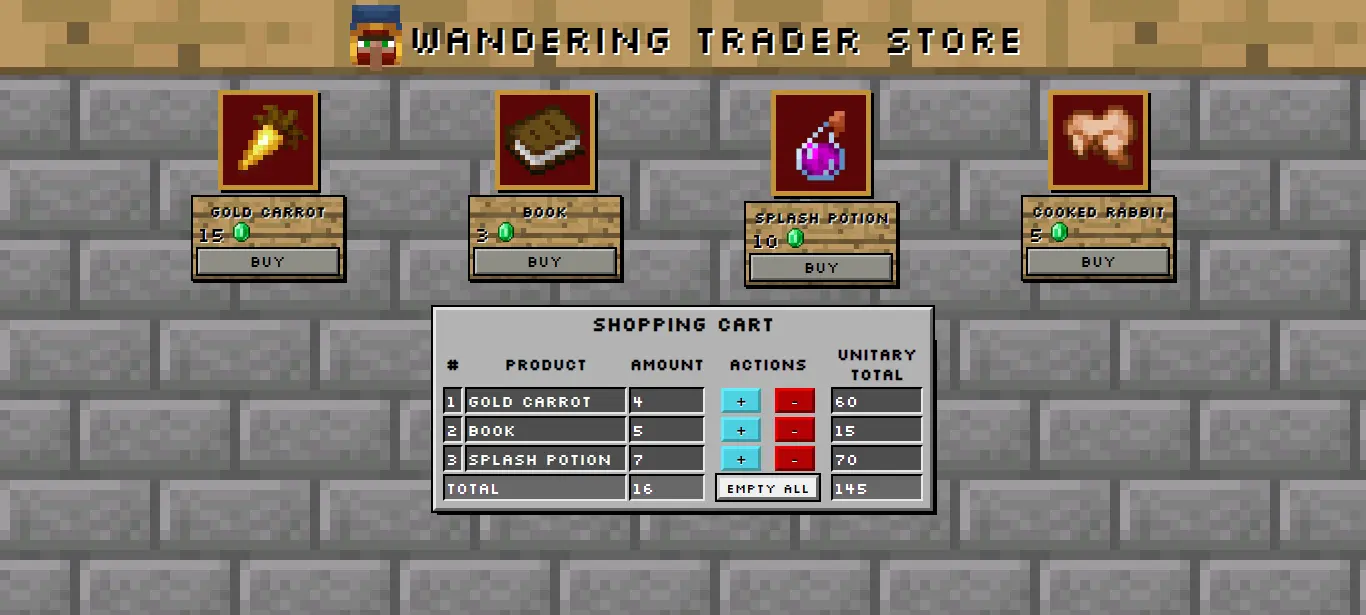 WANDERING TRADER STORE
GOLD CARROT
15
BUY
BOOK
3
BUY
SPLASH POTION
10
BUY
COOKED RABBIT
5
BUY
SHOPPING CART
# PRODUCT AMOUNT ACTIONS UNITARY TOTAL
1 GOLD CARROT 4 + - 60
2 BOOK 5 + - 15
3 SPLASH POTION 7 + - 70
TOTAL 16 EMPTY ALL 145